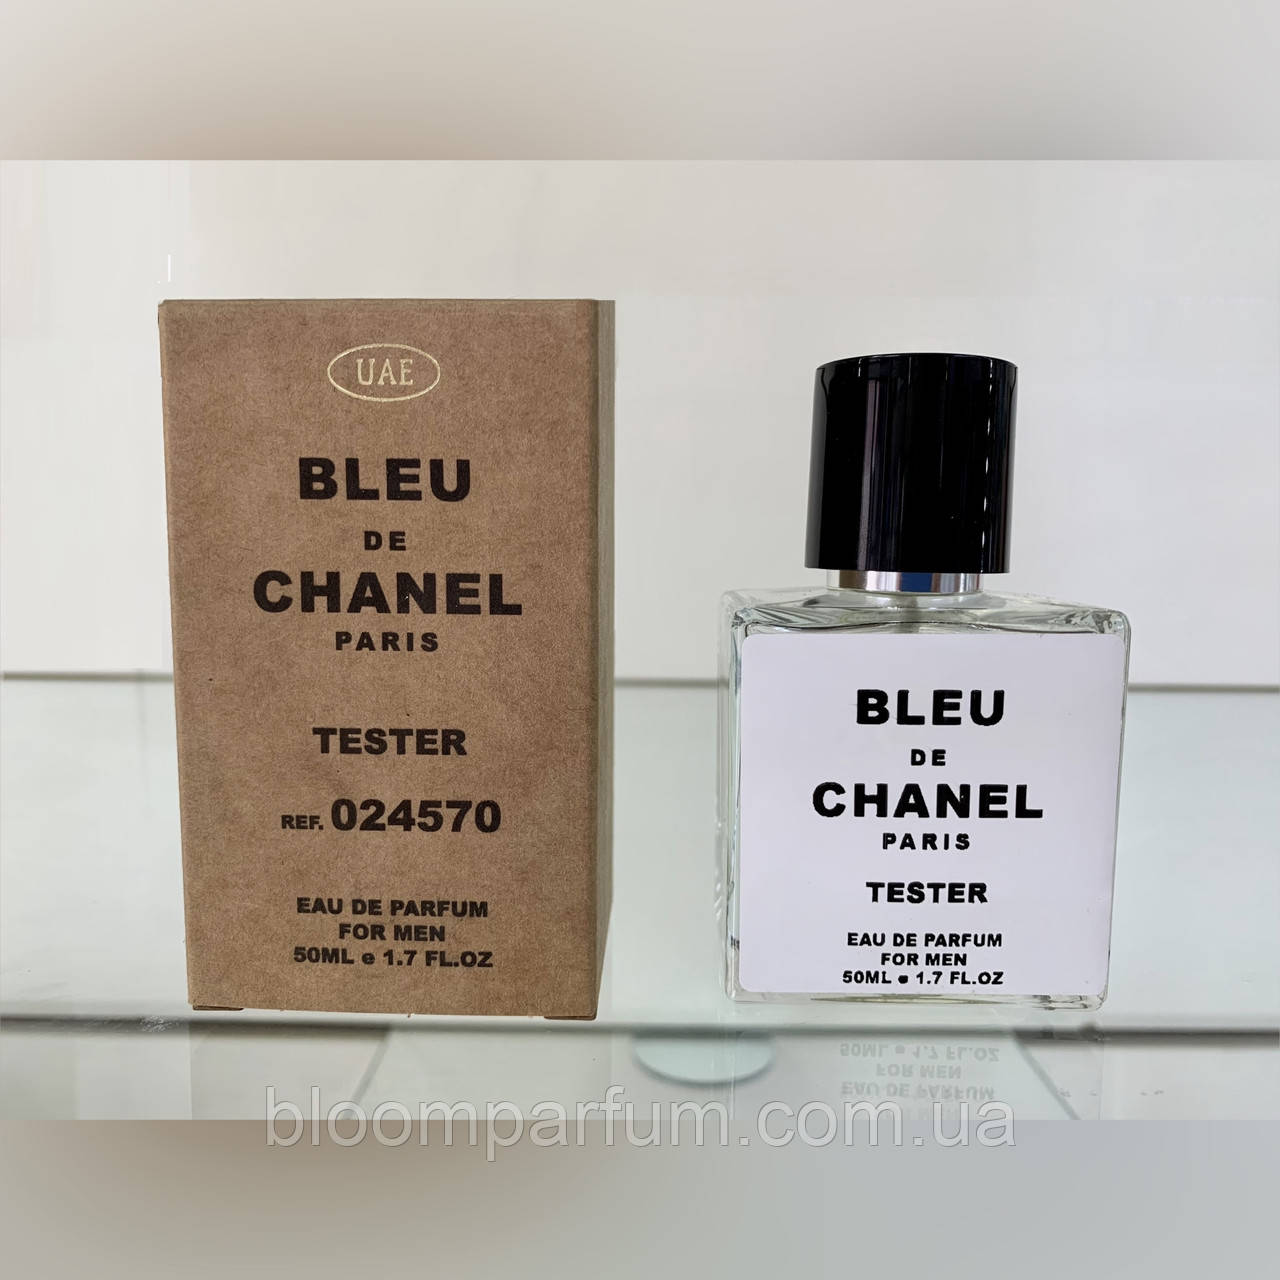 UAE
BLEU
DE
CHANEL
PARIS
TESTER
REF. 024570
EAU DE PARFUM
FOR MEN
50ML e 1.7 FL.OZ
BLEU
DE
CHANEL
PARIS
TESTER
EAU DE PARFUM
FOR MEN
50ML e 1.7 FL.OZ
bloomparfum.com.ua